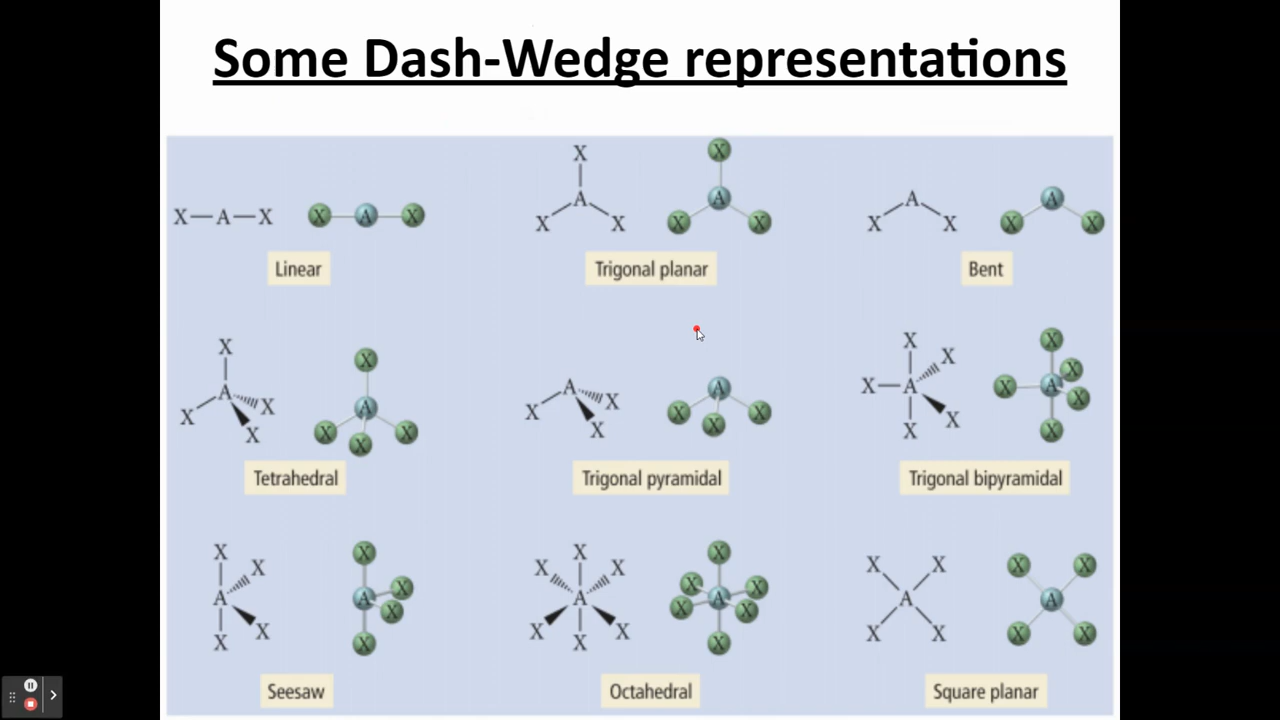 Some Dash-Wedge representations
X
X
X A X
X A X
A
A
A
A
X X
X X
X X
X X
Linear
Trigonal planar
Bent
X
X
X
X
X
X
X
A
A
A
A
X A
X A
X
X X
X X
X X
X
X
X
X
X
X
X
X
Tetrahedral
Trigonal pyramidal
Trigonal bipyramidal
X
X
X
X
X
X X
X
X X
X
X X
X X
A
A
A
A
A
A
X
X
X
X
X
X X
X X
X X
X
X
X
X
Seesaw
Octahedral
Square planar